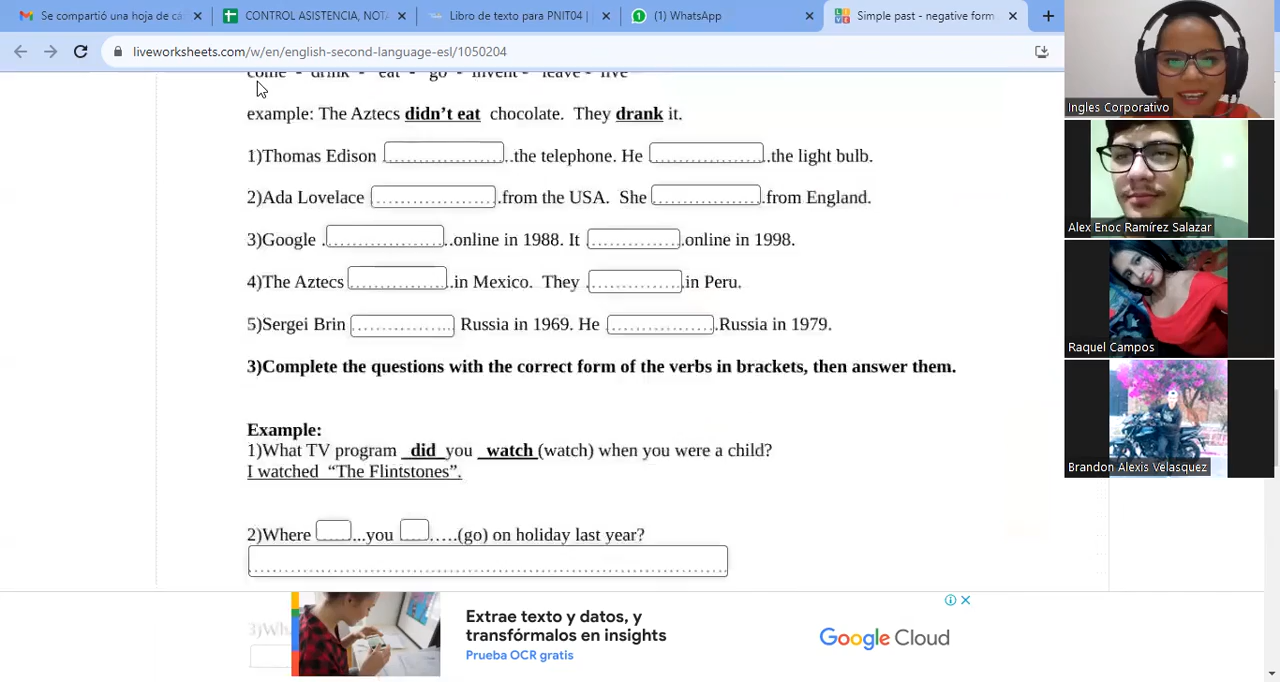 Se compartió una hoja de
CONTROL ASISTENCIA, NOTA
Libro de texto para PNIT04
(1) WhatsApp
Simple past - negative form
liveworksheets.com/w/en/english-second-language-esl/1050204
come - drink - eat - go - invent - leave - live
example: The Aztecs didn't eat chocolate. They drank it.
1)Thomas Edison ....................the telephone. He ....................the light bulb.
2)Ada Lovelace ....................from the USA. She ....................from England.
3)Google ....................online in 1988. It ................online in 1998.
4)The Aztecs ..................in Mexico. They ................in Peru.
5)Sergei Brin .................. Russia in 1969. He ..................Russia in 1979.
3)Complete the questions with the correct form of the verbs in brackets, then answer them.
Example:
1)What TV program did you watch (watch) when you were a child?
I watched "The Flintstones".
2)Where ......you .........(go) on holiday last year?
3)Wha
Extrae texto y datos, y
transfórmalos en insights
Prueba OCR gratis
Google Cloud
Ingles Corporativo
Alex Enoc Ramírez Salazar
Raquel Campos
Brandon Alexis Velasquez